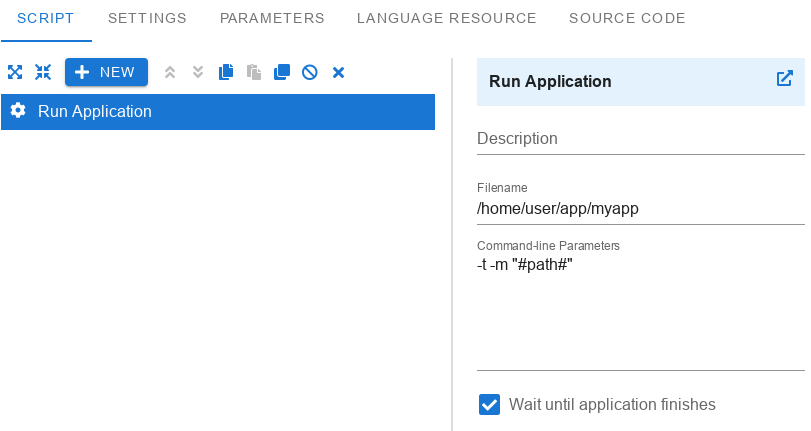 SCRIPT SETTINGS PARAMETERS LANGUAGE RESOURCE SOURCE CODE
NEW
Run Application
Run Application
Description
Filename
/home/user/app/myapp
Command-line Parameters
-t -m "#path#"
Wait until application finishes